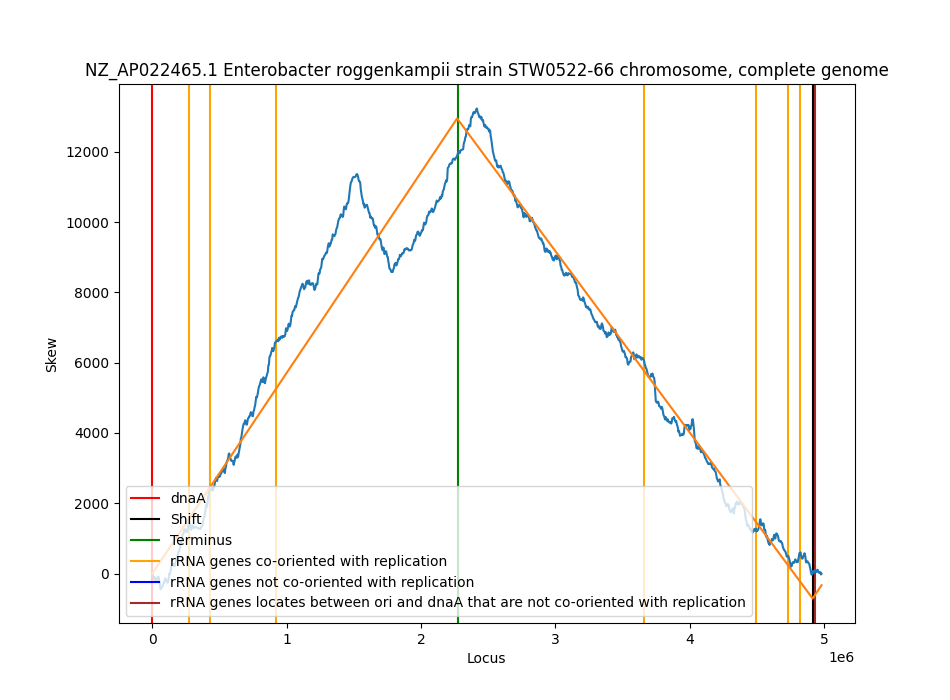 NZ_AP022465.1 Enterobacter roggenkampii strain STW0522-66 chromosome, complete genome
Skew
12000
10000
8000
6000
4000
2000
0
dnaA
Shift
Terminus
rRNA genes co-oriented with replication
rRNA genes not co-oriented with replication
rRNA genes locates between ori and dnaA that are not co-oriented with replication
0 1 2 3 4 5
1e6
Locus